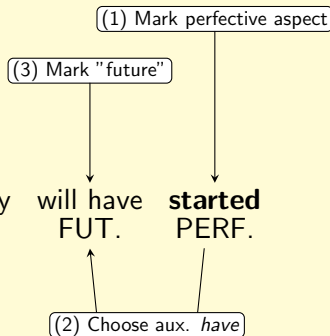 (1) Mark perfective aspect
(3) Mark "future"
y will have started
FUT. PERF.
(2) Choose aux. have